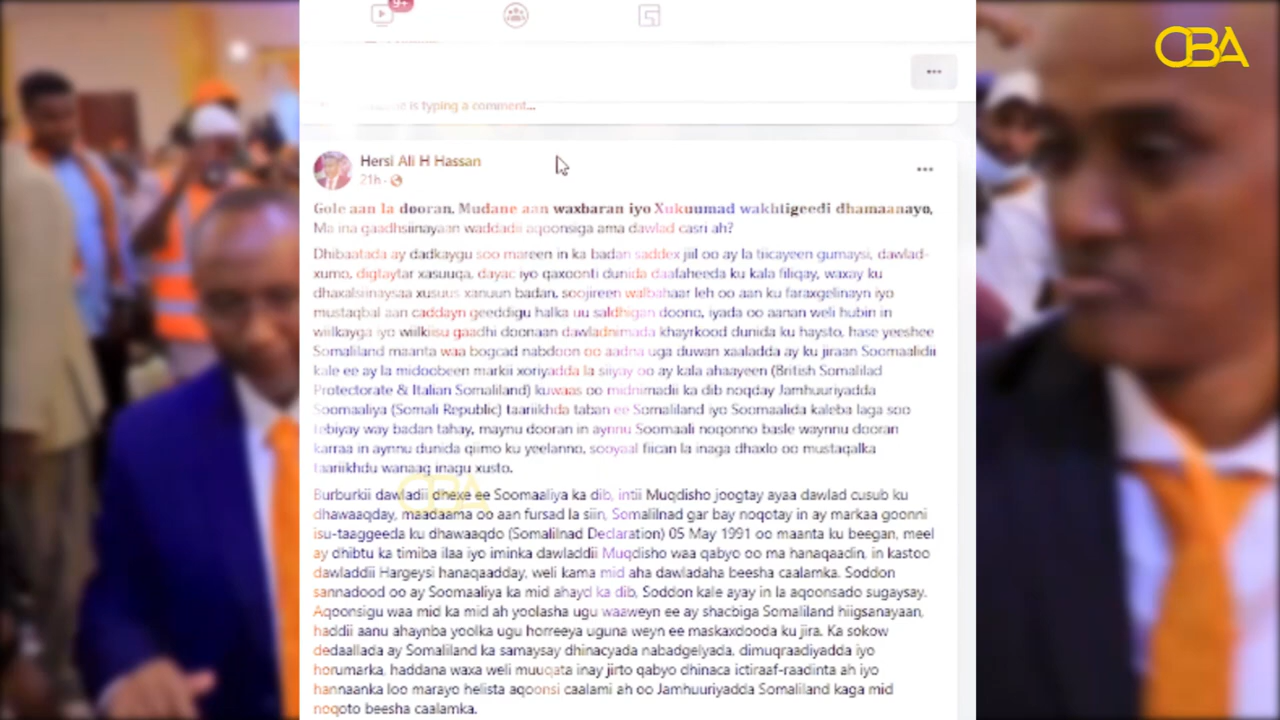 9+
CBA
...
is typing a comment...
Hersi Ali H Hassan
21h
Gole aan la dooran, Mudane aan waxbaran iyo Xukuumad wakhtigeedi dhamaanayo,
Ma ina gaadhsiinayaan waddada aqoonsiga ama dawlad casri ah?
Dhibaatada ay dadkaygu soo mareen in ka badan saddex jiil oo ay la tiicayeen gumaysi, dawlad-
xumo, digtaytar xasuuqa, dayac iyo qaxoonti dunida daafaheeda ku kala filiqay, waxay ku
dhaxalsiinaysaa xusuus xanuun badan, soojireen walbahaar leh oo aan ku faraxgelinayn iyo
mustaqbal aan caddayn geeddigu halka uu saldhigan doono, iyada oo aanan weli hubin in
wiilkayga iyo wiilkiisu gaadhi doonaan dawladnimada khayrkood dunida ku haysto, hase yeeshee
Somaliland maanta waa bogcad nabdoon oo aadna uga duwan xaaladda ay ku jiraan Soomaalidii
kale ee ay la midoobeen markii xoriyadda la siiyay oo ay kala ahaayeen (British Somalilad
Protectorate & Italian Somaliland) kuwaas oo midnimadii ka dib noqday Jamhuuriyadda
Soomaaliya (Somali Republic) taariikhda taban ee Somaliland iyo Soomaalida kaleba laga soo
tebiyay way badan tahay, maynu dooran in aynnu Soomaali noqonno basle waynnu dooran
karraa in aynnu dunida qiimo ku yeelanno, sooyaal fiican la inaga dhaxlo oo mustaqalka
taariikhdu wanaag inagu xusto.
Burburkii dawladii dhexe ee Soomaaliya ka dib, intii Muqdisho joogtay ayaa dawlad cusub ku
dhawaaqday, maadaama oo aan fursad la siin, Somalilnad gar bay noqotay in ay markaa goonni
isu-taaggeeda ku dhawaaqdo (Somalilnad Declaration) 05 May 1991 oo maanta ku beegan, meel
ay dhibtu ka timiba ilaa iyo iminka dawladdii Muqdisho waa qabyo oo ma hanaqaadin, in kastoo
dawladdii Hargeysi hanaqaadday, weli kama mid aha dawladaha beesha caalamka. Soddon
sannadood oo ay Soomaaliya ka mid ahayd ka dib, Soddon kale ayay in la aqoonsado sugaysay.
Aqoonsigu waa mid ka mid ah yoolasha ugu waaweyn ee ay shacbiga Somaliland hiigsanayaan,
haddii aanu ahaynba yoolka ugu horreeya uguna weyn ee maskaxdooda ku jira. Ka sokow
dedaallada ay Somaliland ka samaysay dhinacyada nabadgelyada, dimuqraadiyadda iyo
horumarka, haddana waxa weli muuqata inay jirto qabyo dhinaca ictiraaf-raadinta ah iyo
hannaanka loo marayo helista aqoonsi caalami ah oo Jamhuuriyadda Somaliland kaga mid
noqoto beesha caalamka.